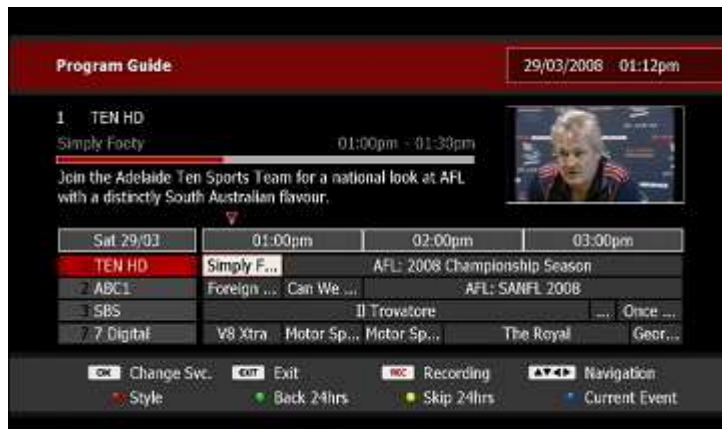 Program Guide
29/03/2008 01:12pm
1 TEN HD
Simply Footy 01:00pm - 01:30pm
Join the Adelaide Ten Sports Team for a national look at AFL
with a distinctly South Australian flavour.
Sat 29/03 01:00pm 02:00pm 03:00pm
TEN HD Simply F... AFL: 2008 Championship Season
2 ABC1 Foreign ... Can We ... AFL: SANFL 2008
3 SBS Il Trovatore ... Once ...
7 7 Digital V8 Xtra Motor Sp... Motor Sp... The Royal Geor...
OK Change Svc. EXIT Exit REC Recording ▲▼◀▶ Navigation
Style Back 24hrs Skip 24hrs Current Event